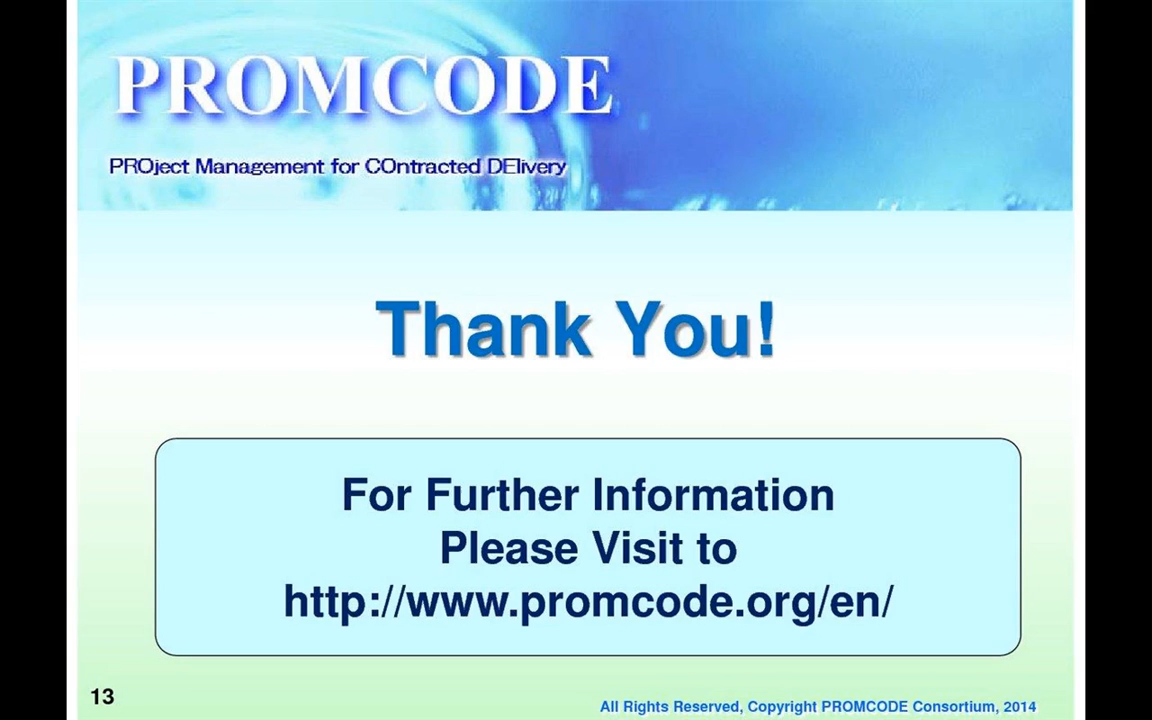 PROMCODE
PROject Management for COntracted DElivery
Thank You!
For Further Information
Please Visit to
http://www.promcode.org/en/
13
All Rights Reserved, Copyright PROMCODE Consortium, 2014